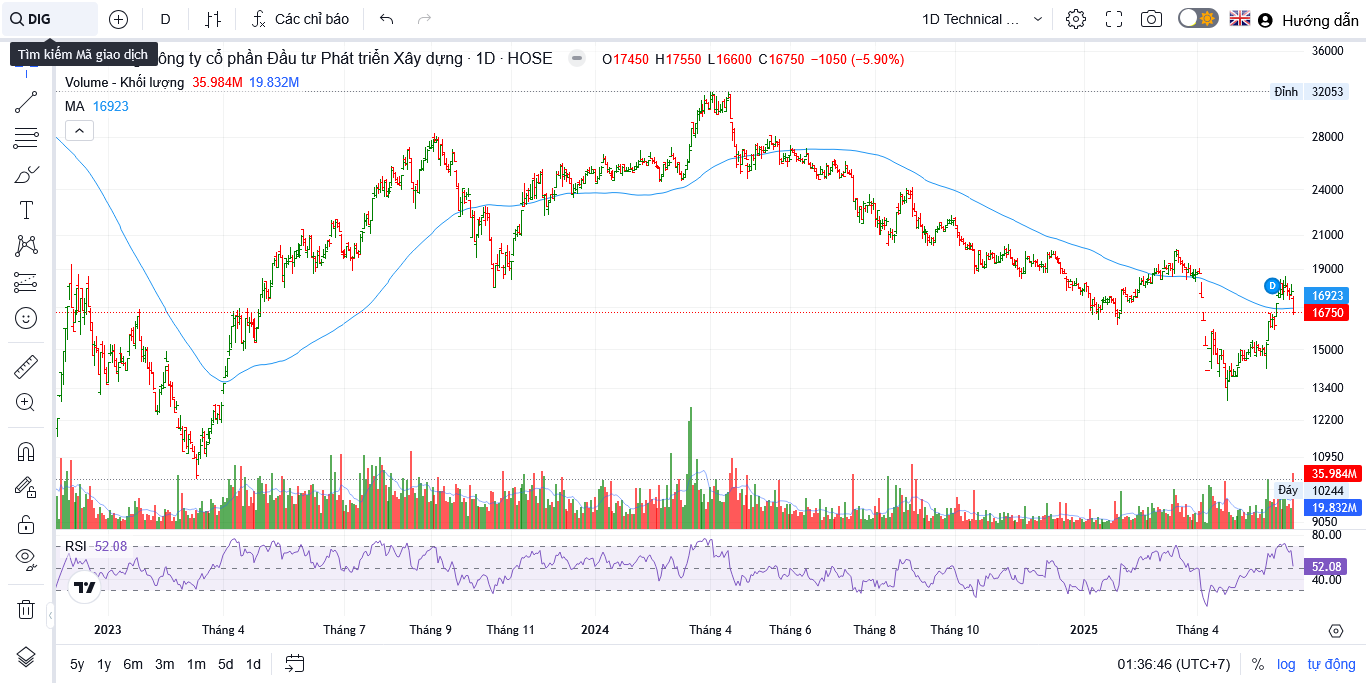 DIG D Các chỉ báo 1D Technical ... Hướng dẫn
Tìm kiếm Mã giao dịch
ông ty cổ phần Đầu tư Phát triển Xây dựng · 1D · HOSE O17450 H17550 L16600 C16750 −1050 (−5.90%)
Volume - Khối lượng 35.984M 19.832M
MA 16923
36000
Đỉnh 32053
28000
24000
21000
19000
D
16923
16750
15000
13400
12200
10950
35.984M
Đáy 10244
19.832M
9050
80.00
RSI 52.08
52.08
40.00
2023 Tháng 4 Tháng 7 Tháng 9 Tháng 11 2024 Tháng 4 Tháng 6 Tháng 8 Tháng 10 2025 Tháng 4
5y 1y 6m 3m 1m 5d 1d 01:36:46 (UTC+7) % log tự động